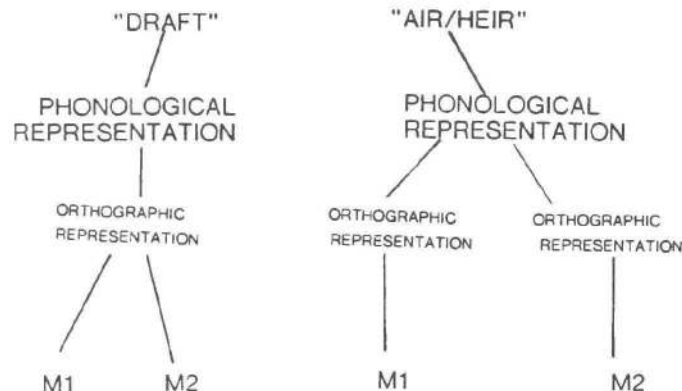 "DRAFT"
PHONOLOGICAL
REPRESENTATION
ORTHOGRAPHIC
REPRESENTATION
M1 M2
"AIR/HEIR"
PHONOLOGICAL
REPRESENTATION
ORTHOGRAPHIC
REPRESENTATION
ORTHOGRAPHIC
REPRESENTATION
M1 M2